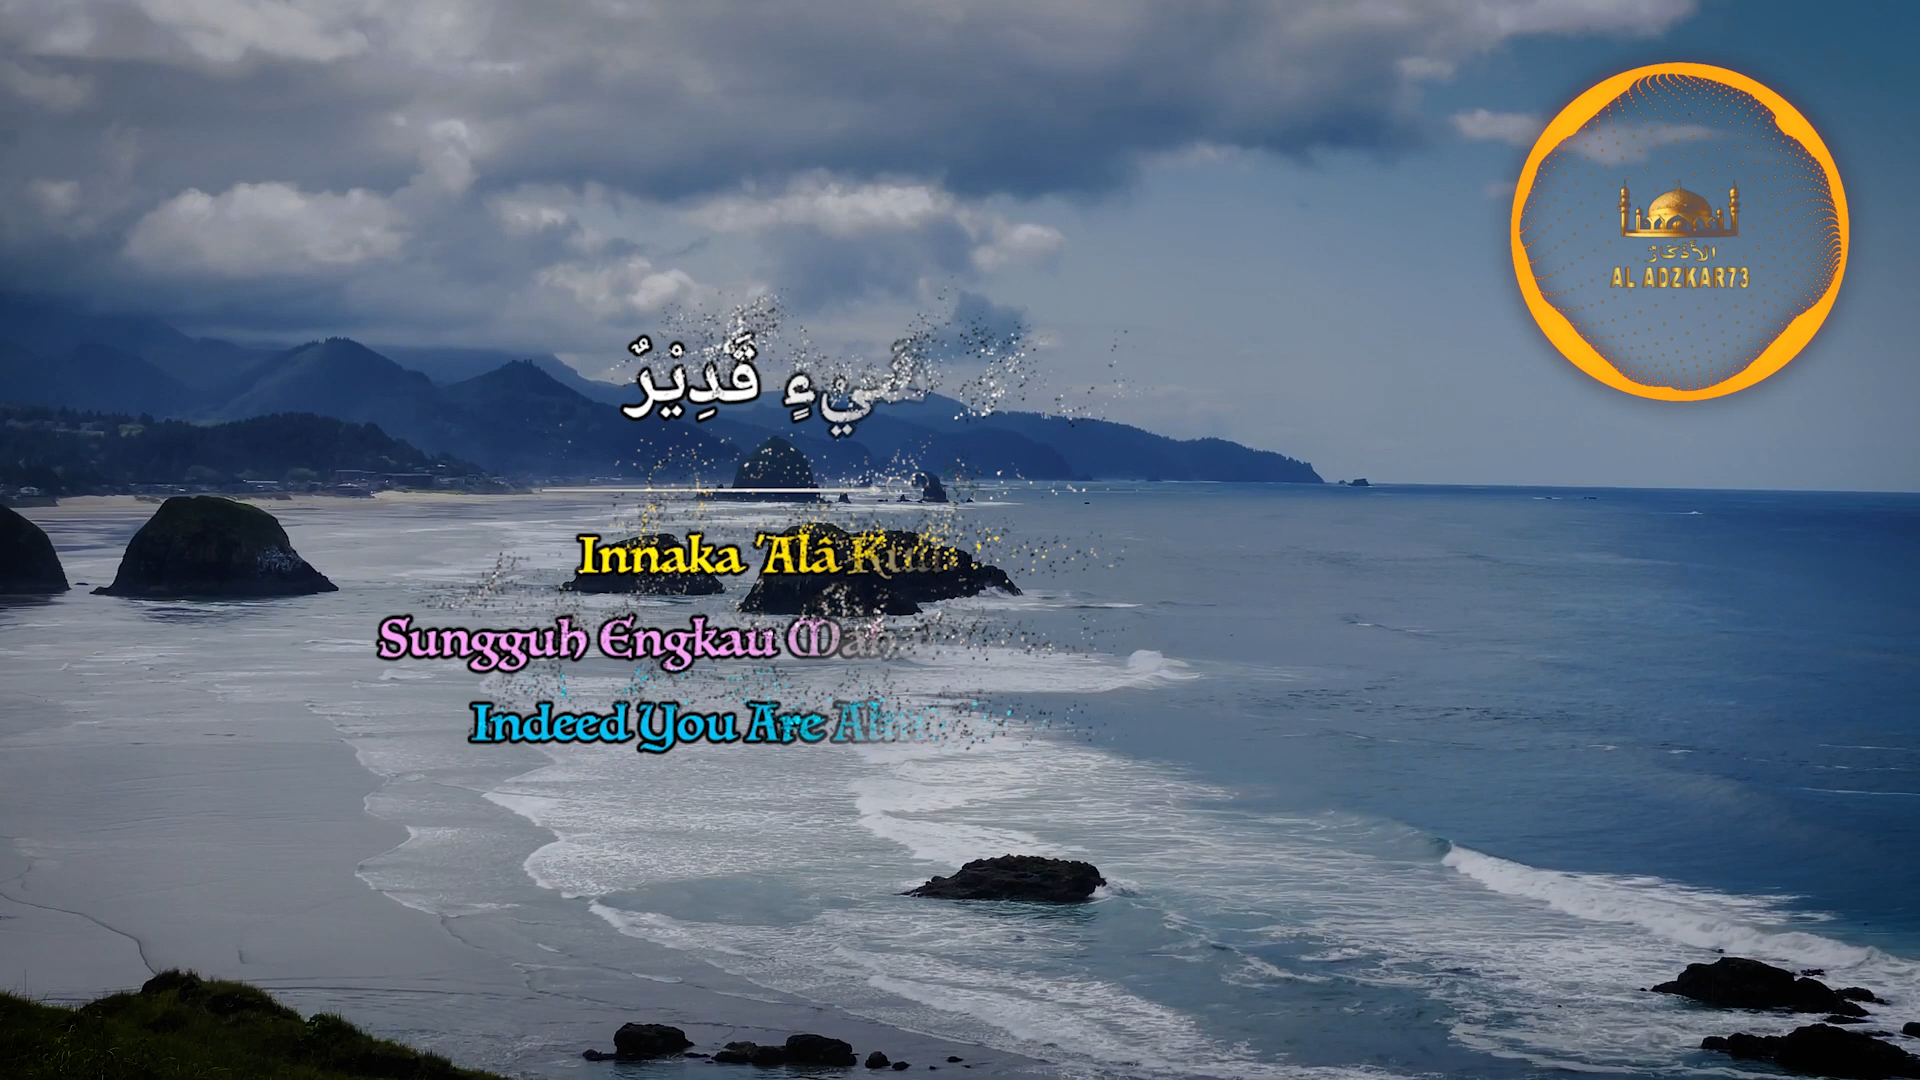 الأذكار
AL ADZKAR73
شَيْءٍ قَدِيْرٌ
Innaka 'Alâ
Sungguh Engkau
Indeed You Are